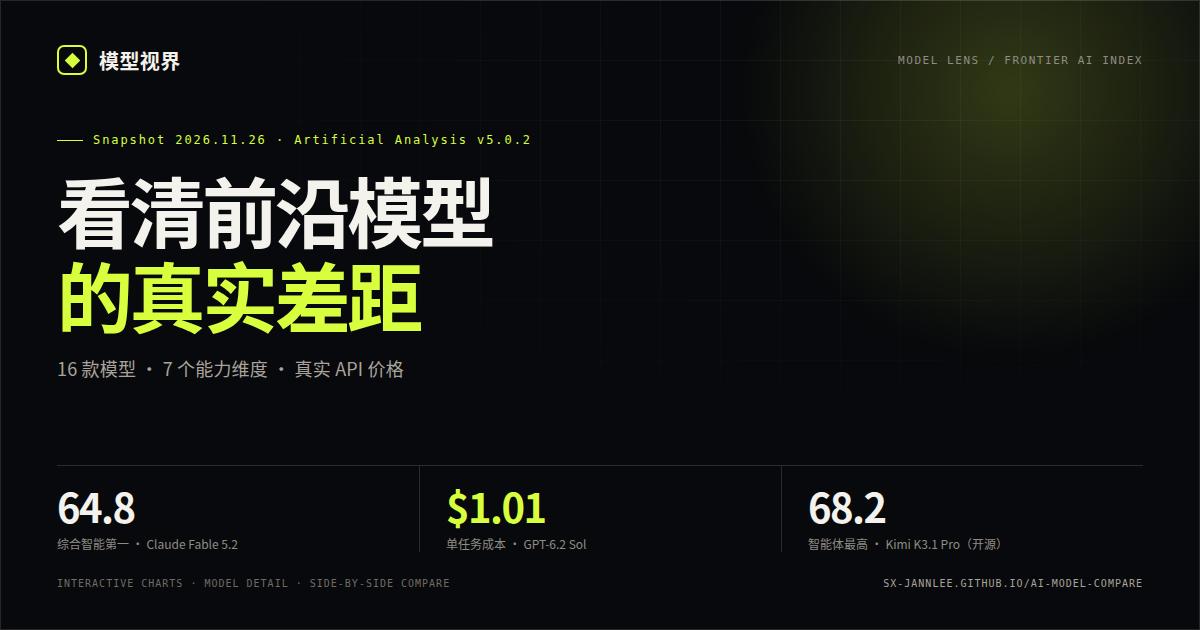 模型视界
MODEL LENS / FRONTIER AI INDEX
Snapshot 2026.11.26 · Artificial Analysis v5.0.2
看清前沿模型
的真实差距
16 款模型 · 7 个能力维度 · 真实 API 价格
64.8
综合智能第一 · Claude Fable 5.2
$1.01
单任务成本 · GPT-6.2 Sol
68.2
智能体最高 · Kimi K3.1 Pro（开源）
INTERACTIVE CHARTS · MODEL DETAIL · SIDE-BY-SIDE COMPARE
SX-JANNLEE.GITHUB.IO/AI-MODEL-COMPARE